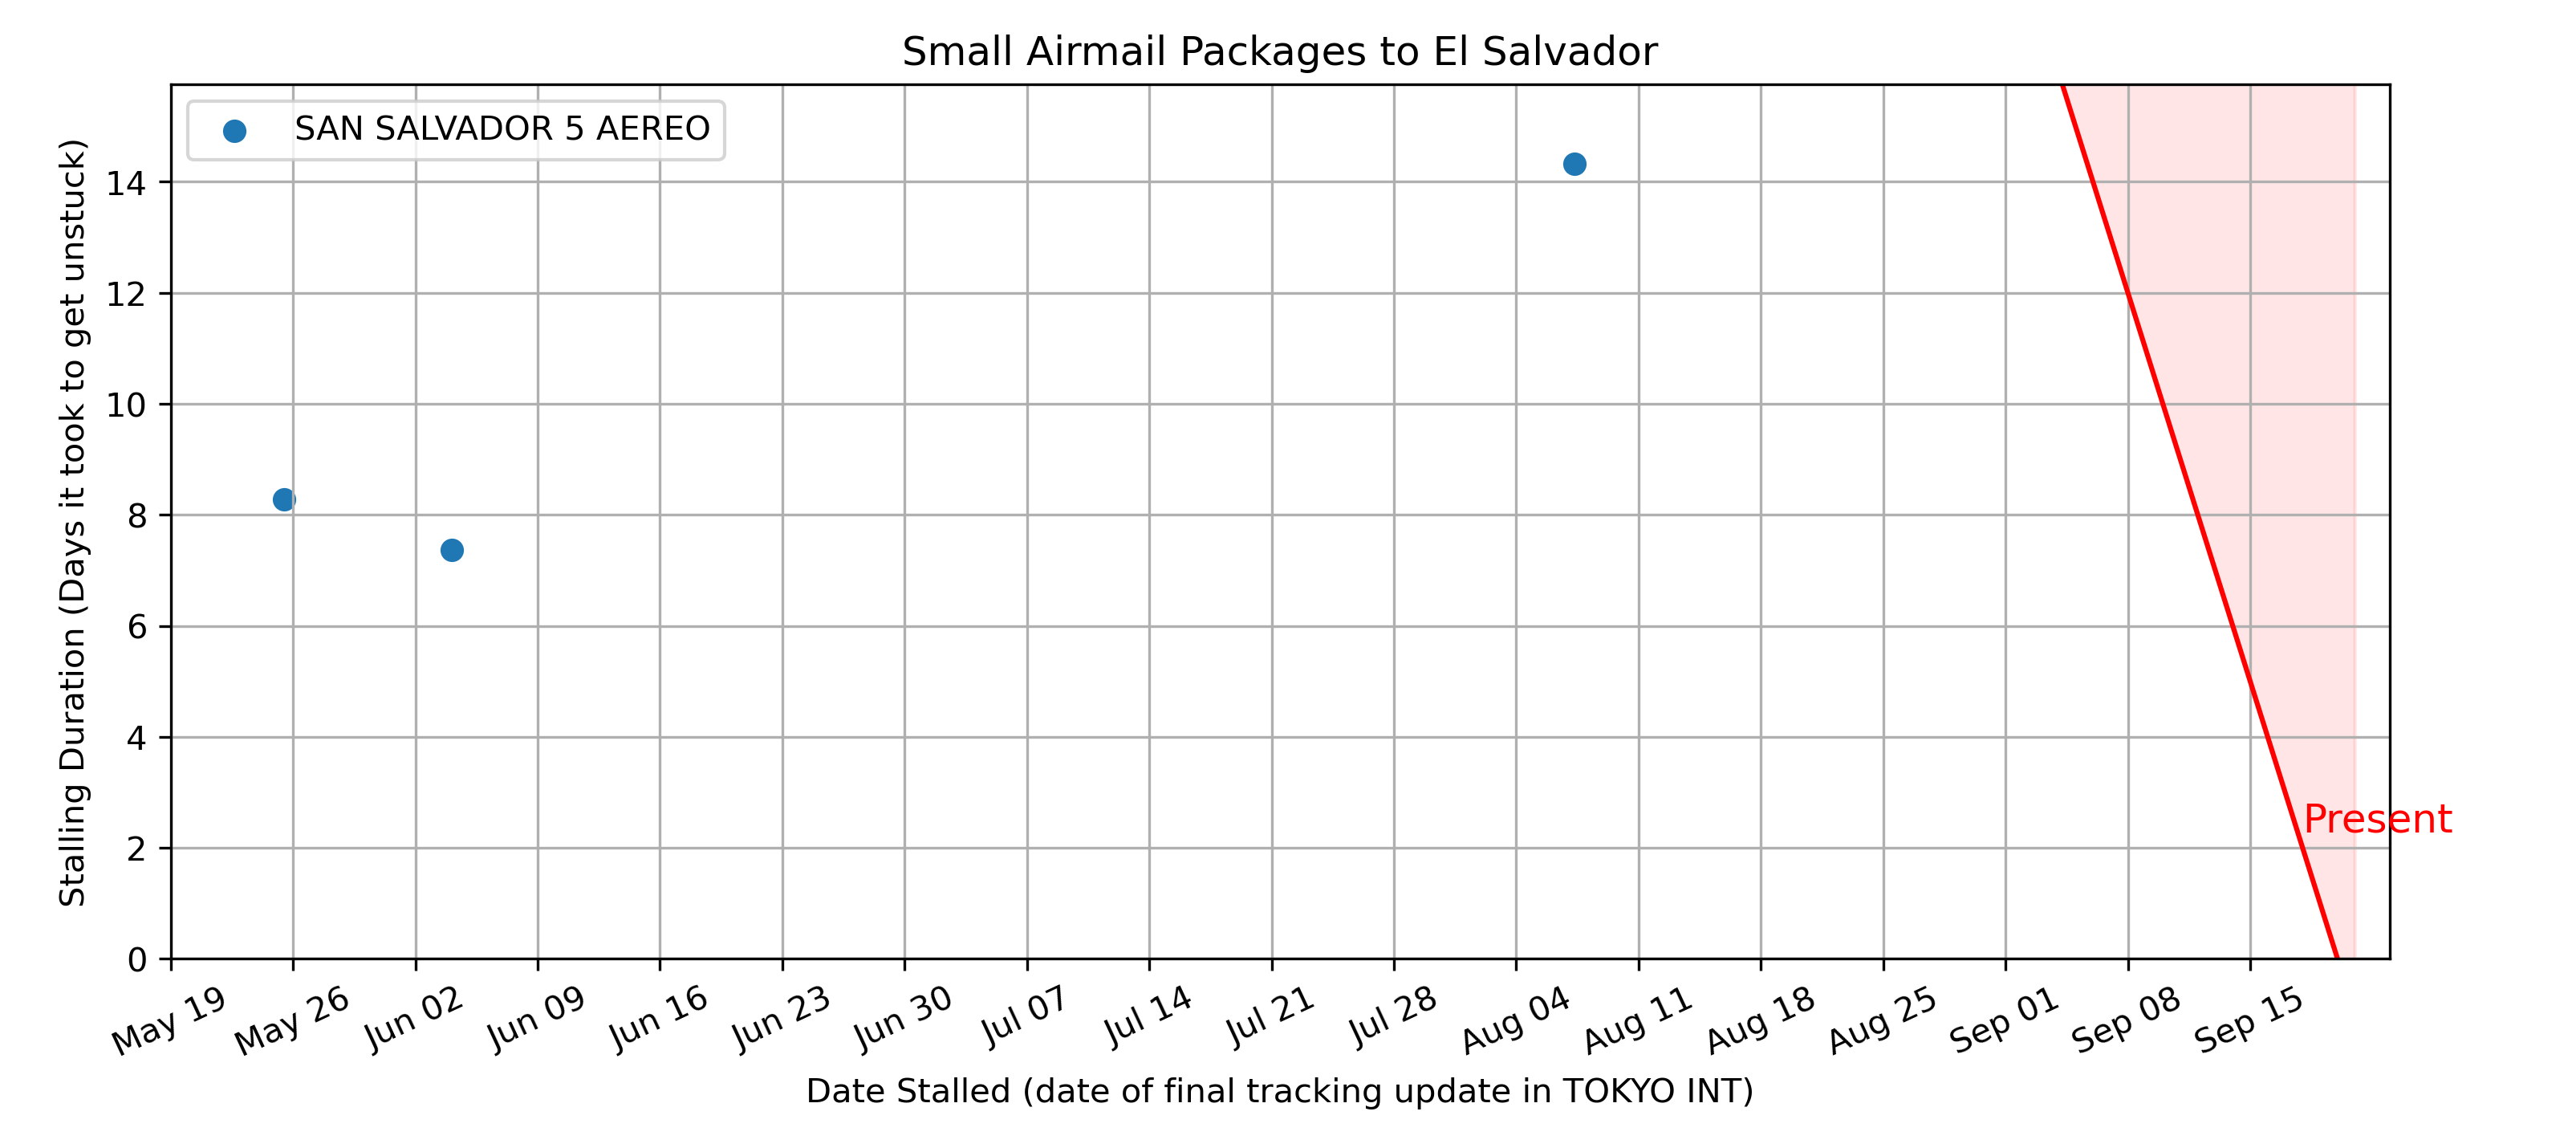 Small Airmail Packages to El Salvador
SAN SALVADOR 5 AEREO
Stalling Duration (Days it took to get unstuck)
14
12
10
8
6
4
2
0
Present
May 19
May 26
Jun 02
Jun 09
Jun 16
Jun 23
Jun 30
Jul 07
Jul 14
Jul 21
Jul 28
Aug 04
Aug 11
Aug 18
Aug 25
Sep 01
Sep 08
Sep 15
Date Stalled (date of final tracking update in TOKYO INT)